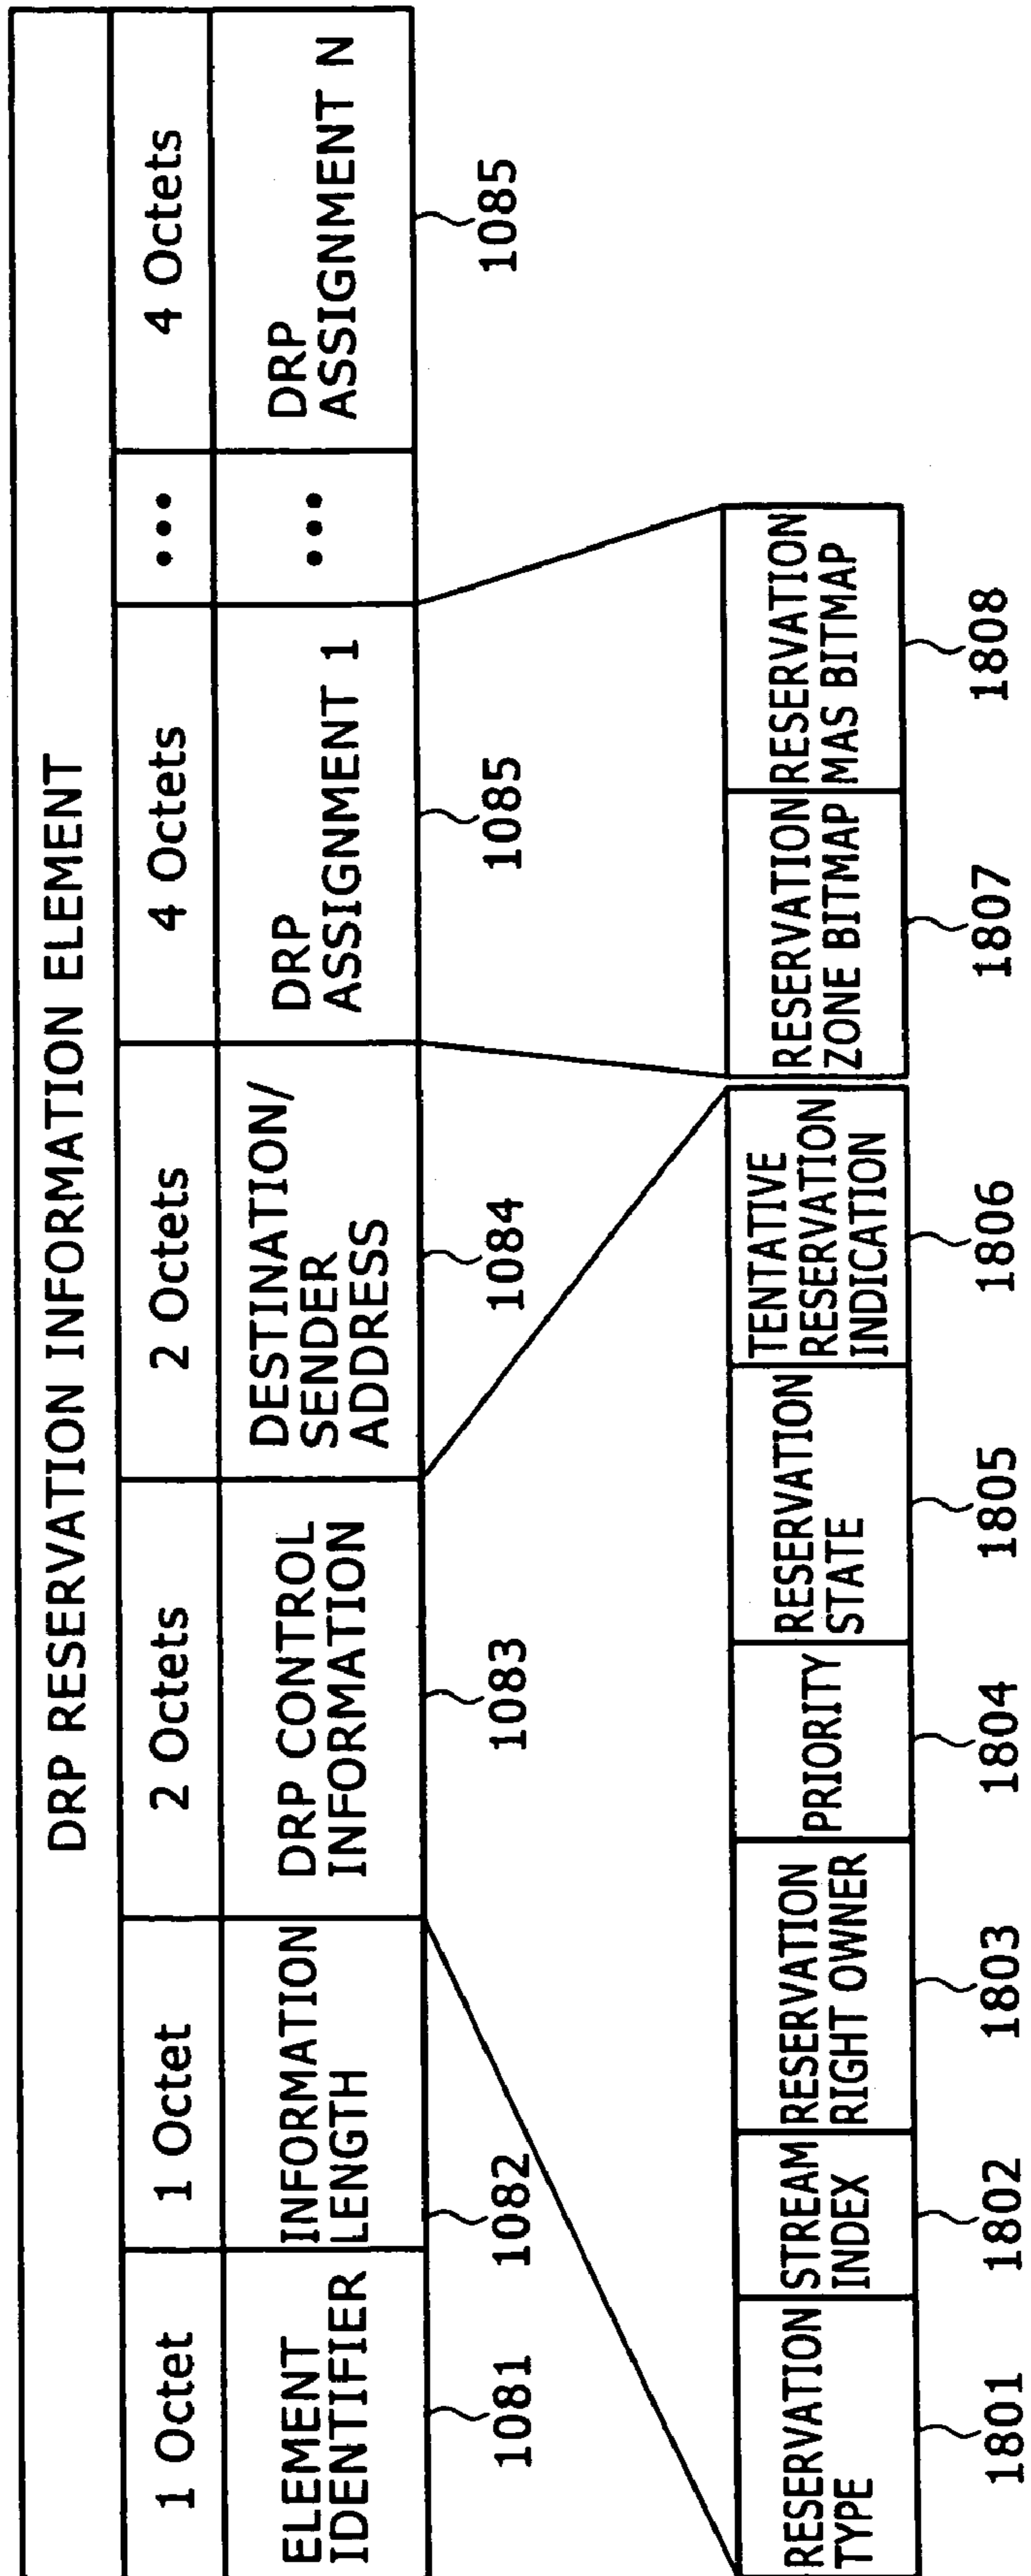 DRP RESERVATION INFORMATION ELEMENT
1 Octet
1 Octet
2 Octets
2 Octets
4 Octets
•••
4 Octets
ELEMENT
IDENTIFIER
INFORMATION
LENGTH
DRP CONTROL
INFORMATION
DESTINATION/
SENDER
ADDRESS
DRP
ASSIGNMENT 1
•••
DRP
ASSIGNMENT N
1081
1082
1083
1084
1085
1085
RESERVATION
TYPE
STREAM
INDEX
RESERVATION
RIGHT OWNER
PRIORITY
RESERVATION
STATE
TENTATIVE
RESERVATION
INDICATION
RESERVATION
ZONE BITMAP
RESERVATION
MAS BITMAP
1801
1802
1803
1804
1805
1806
1807
1808